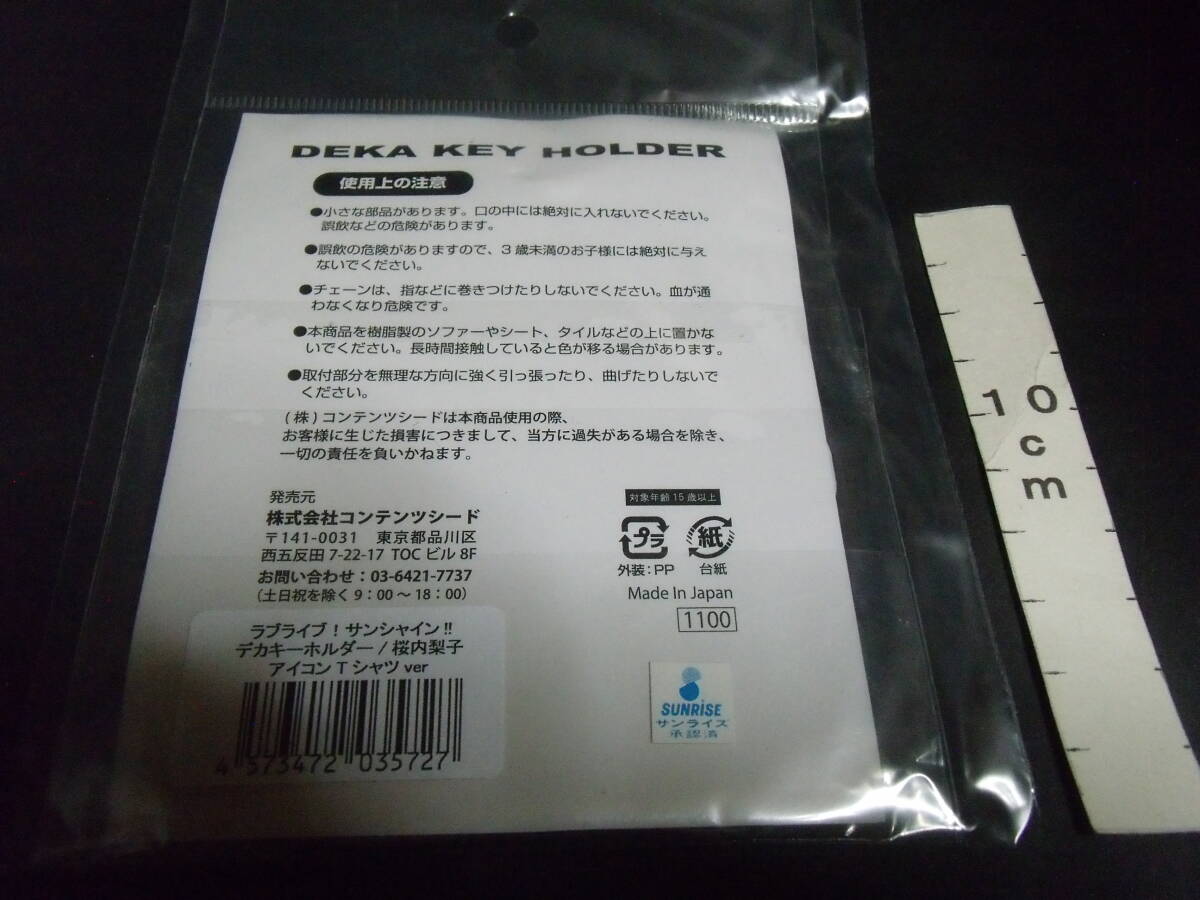 DEKA KEY HOLDER
使用上の注意
●小さな部品があります。口の中には絶対に入れないでください。
誤飲などの危険があります。
●誤飲の危険がありますので、3歳未満のお子様には絶対に与え
ないでください。
●チェーンは、指などに巻きつけたりしないでください。血が通
わなくなり危険です。
●本商品を樹脂製のソファーやシート、タイルなどの上に置かな
いでください。長時間接触していると色が移る場合があります。
●取付部分を無理な方向に強く引っ張ったり、曲げたりしないで
ください。
(株)コンテンツシードは本商品使用の際、
お客様に生じた損害につきまして、当方に過失がある場合を除き、
一切の責任を負いかねます。
発売元
株式会社コンテンツシード
〒141-0031 東京都品川区
西五反田 7-22-17 TOC ビル 8F
お問い合わせ:03-6421-7737
(土日祝を除く 9:00〜18:00)
対象年齢15歳以上
プラ 紙
外装:PP 台紙
Made In Japan
1100
ラブライブ!サンシャイン!!
デカキーホルダー/桜内梨子
アイコンTシャツver
4 573472 035727
SUNRISE
サンライズ
承認済
10
cm